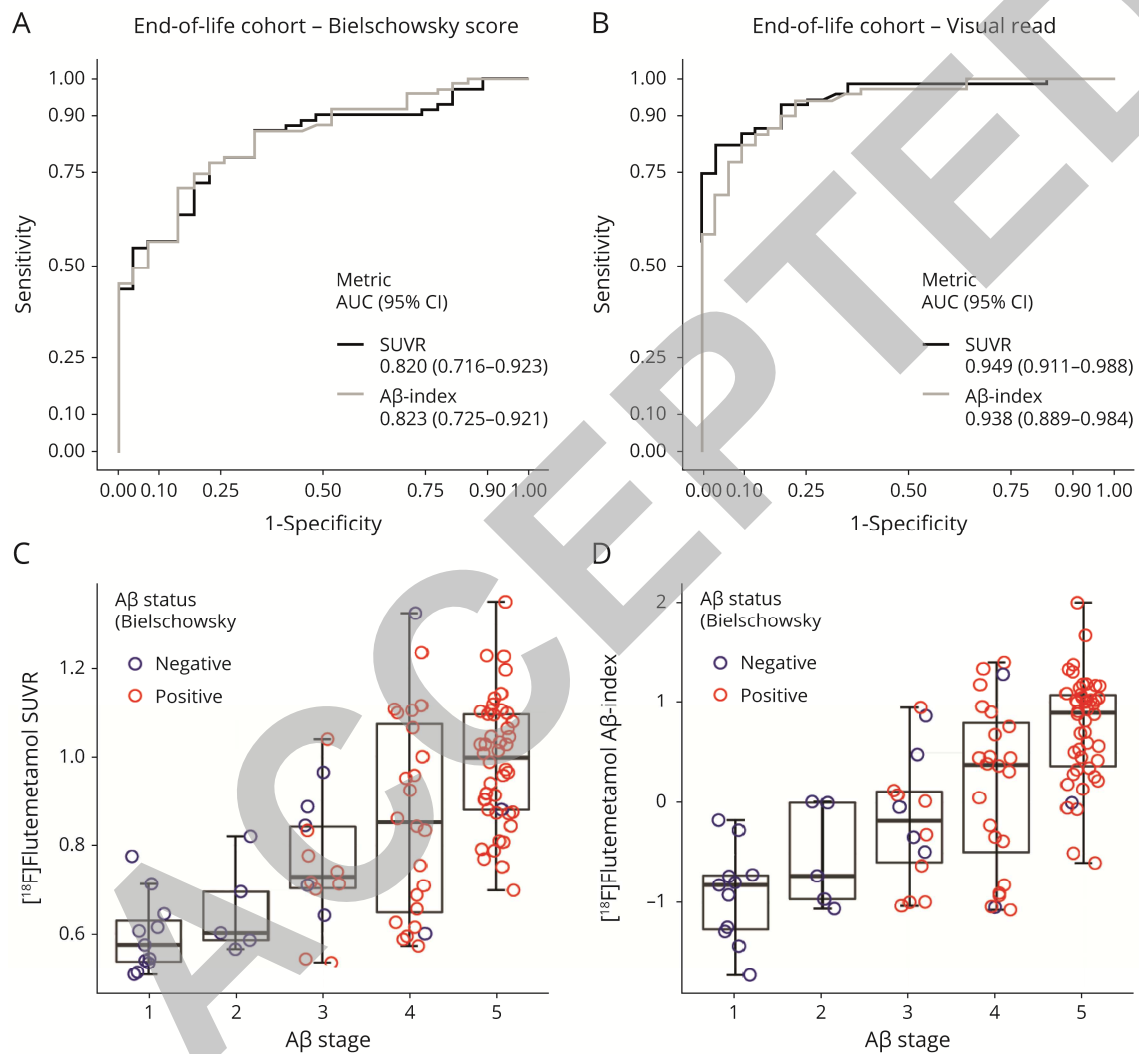 A
End-of-life cohort – Bielschowsky score
1.00
0.90
0.75
0.50
0.25
0.10
0.00
Sensitivity
Metric
AUC (95% CI)
SUVR
0.820 (0.716–0.923)
Aβ-index
0.823 (0.725–0.921)
0.00 0.10 0.25 0.50 0.75 0.90 1.00
1-Specificity
B
End-of-life cohort – Visual read
1.00
0.90
0.75
0.50
0.25
0.10
0.00
Sensitivity
Metric
AUC (95% CI)
SUVR
0.949 (0.911–0.988)
Aβ-index
0.938 (0.889–0.984)
0.00 0.10 0.25 0.50 0.75 0.90 1.00
1-Specificity
C
Aβ status
(Bielschowsky
Negative
Positive
1.2
1.0
0.8
0.6
[¹⁸F]Flutemetamol SUVR
1 2 3 4 5
Aβ stage
D
Aβ status
(Bielschowsky
Negative
Positive
2
1
0
−1
[¹⁸F]Flutemetamol Aβ-index
1 2 3 4 5
Aβ stage
ACCEPTED